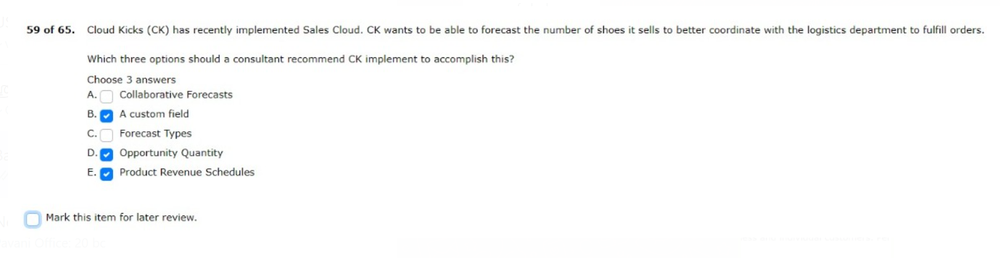 59 of 65. Cloud Kicks (CK) has recently implemented Sales Cloud. CK wants to be able to forecast the number of shoes it sells to better coordinate with the logistics department to fulfill orders.
Which three options should a consultant recommend CK implement to accomplish this?
Choose 3 answers
A. Collaborative Forecasts
B. A custom field
C. Forecast Types
D. Opportunity Quantity
E. Product Revenue Schedules
Mark this item for later review.